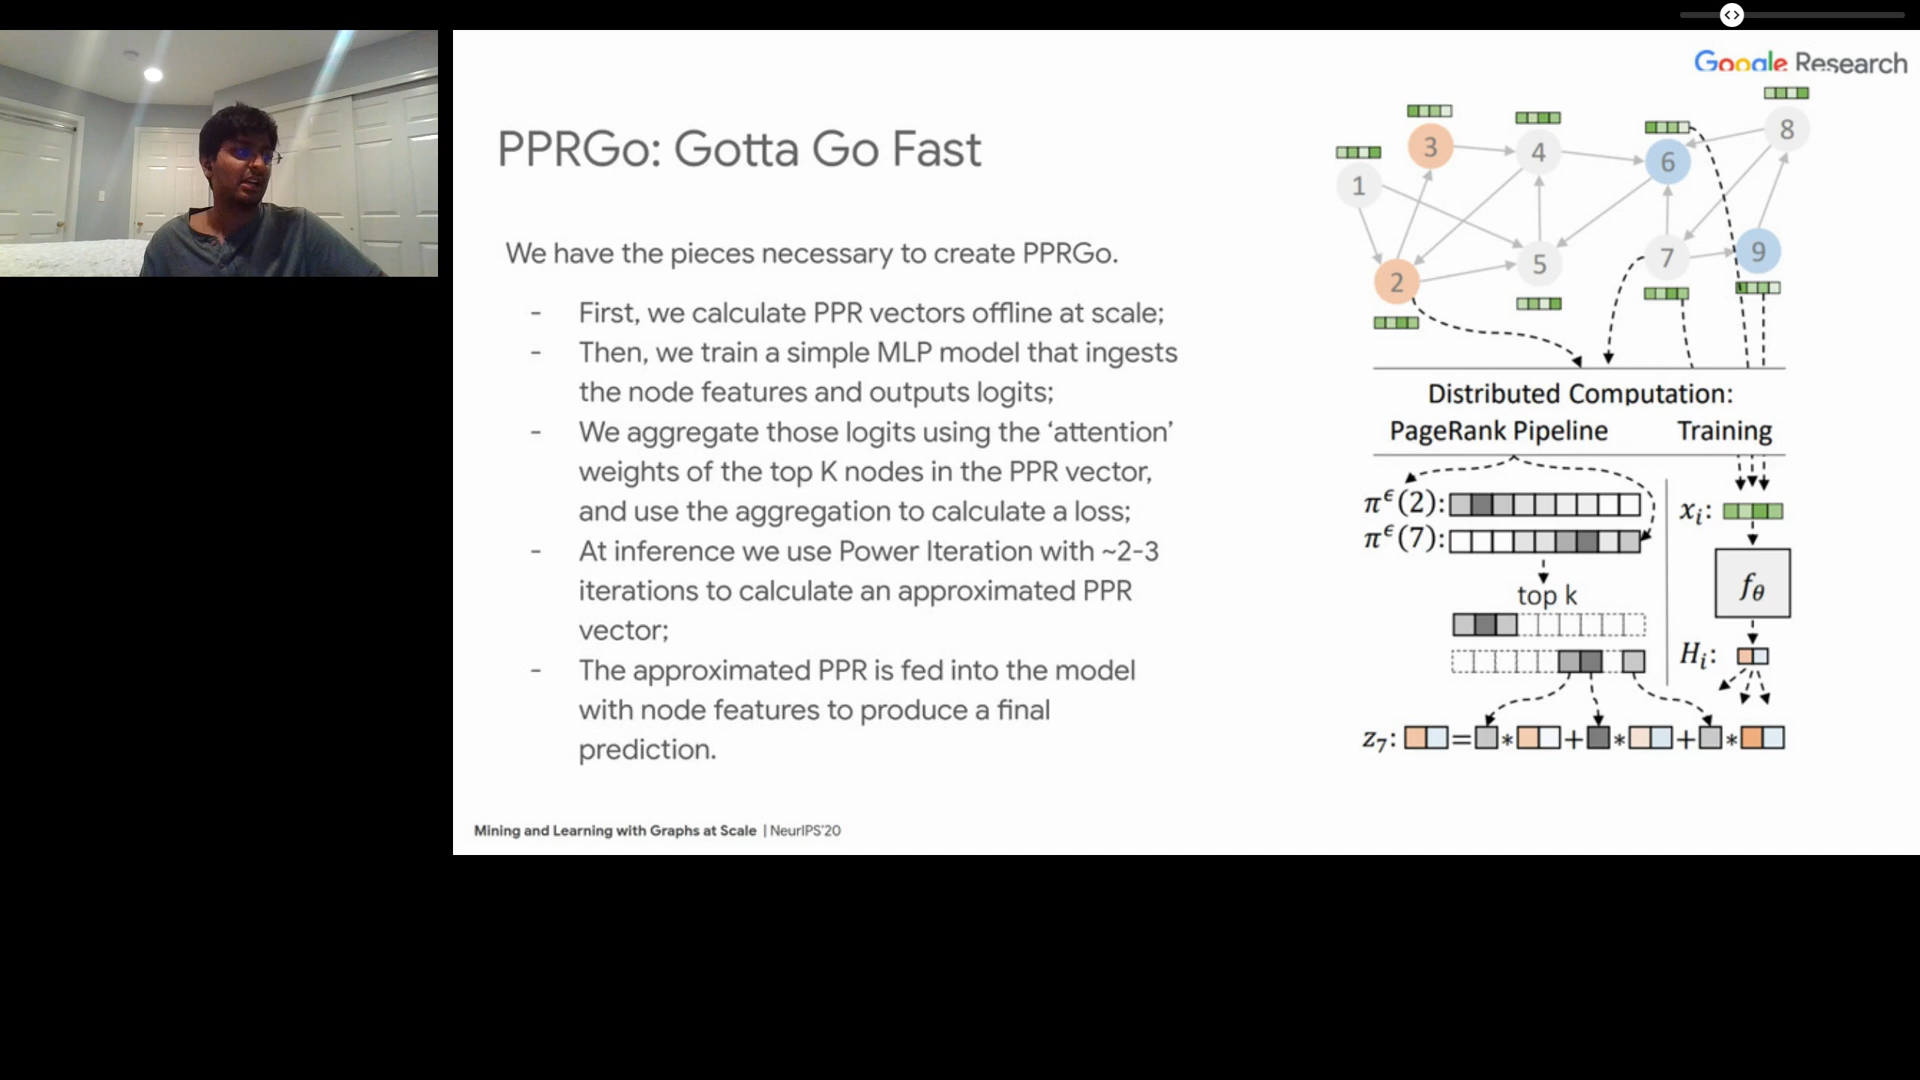 Google Research
PPRGo: Gotta Go Fast
We have the pieces necessary to create PPRGo.
- First, we calculate PPR vectors offline at scale;
- Then, we train a simple MLP model that ingests
the node features and outputs logits;
- We aggregate those logits using the ‘attention’
weights of the top K nodes in the PPR vector,
and use the aggregation to calculate a loss;
- At inference we use Power Iteration with ~2-3
iterations to calculate an approximated PPR
vector;
- The approximated PPR is fed into the model
with node features to produce a final
prediction.
Mining and Learning with Graphs at Scale | NeurIPS'20
8
3
4
6
1
7
9
5
2
Distributed Computation:
PageRank Pipeline Training
π^ϵ(2):
π^ϵ(7):
x_i:
top k
f_θ
H_i:
z_7: = * + * + *